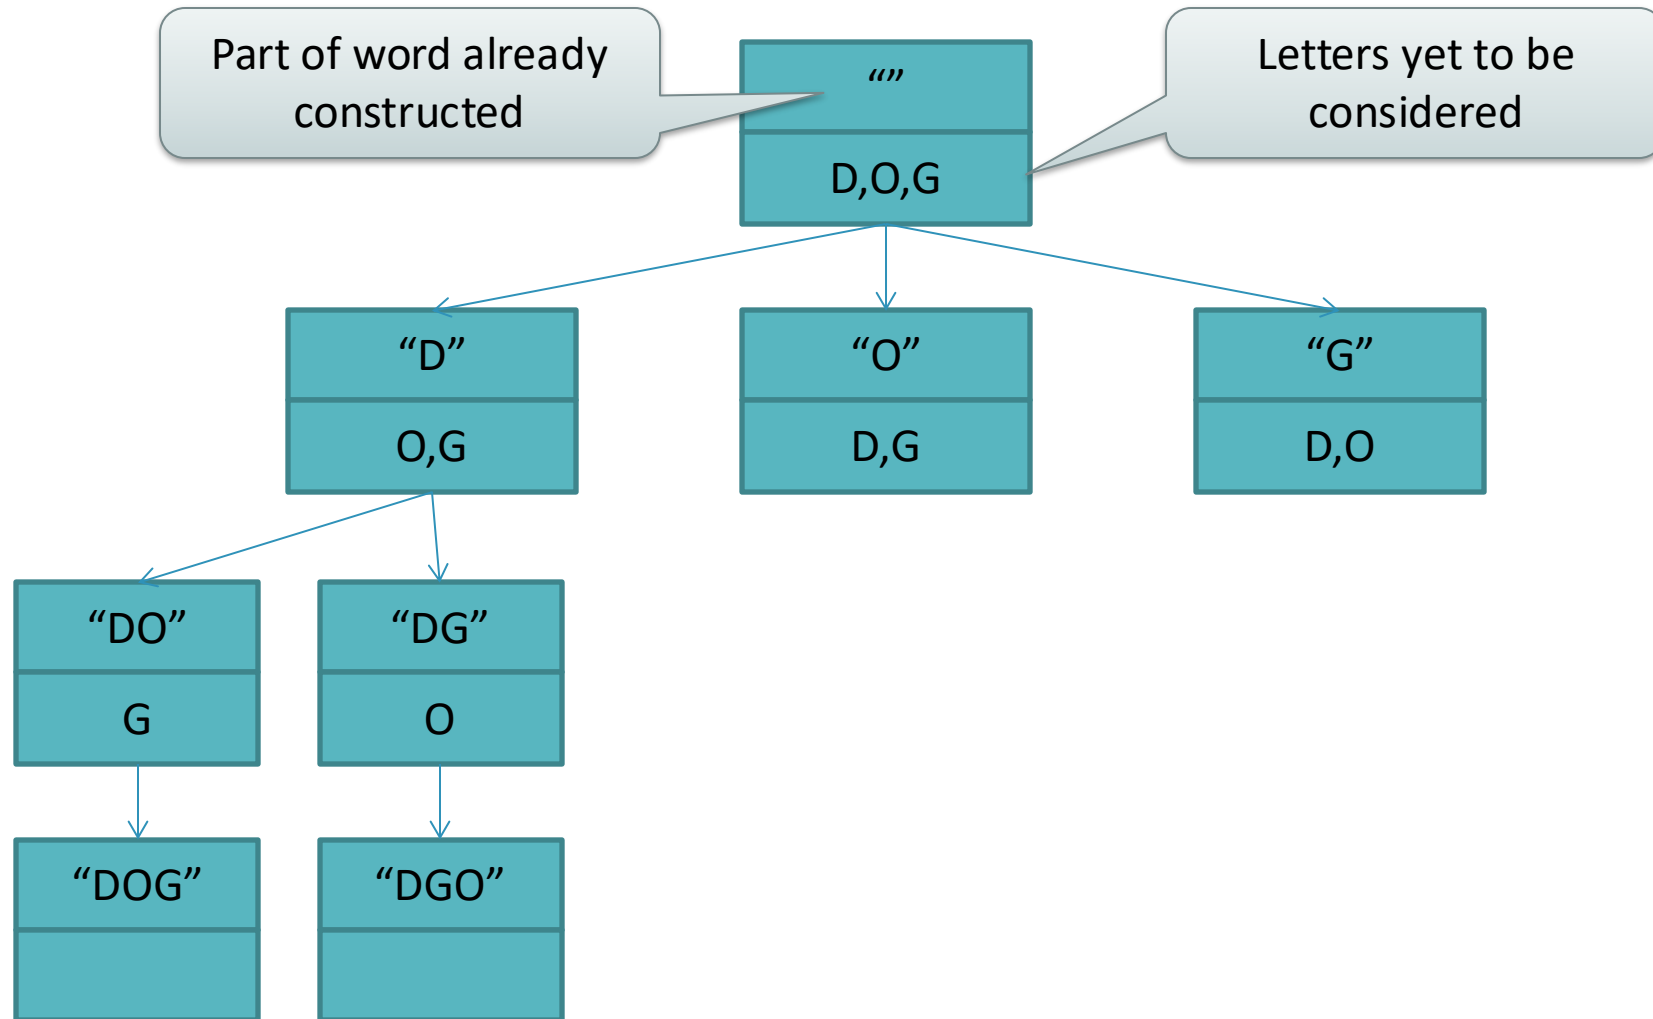 Part of word already
constructed
“”
D,O,G
Letters yet to be
considered
“D”
O,G
“O”
D,G
“G”
D,O
“DO”
G
“DG”
O
“DOG”
“DGO”